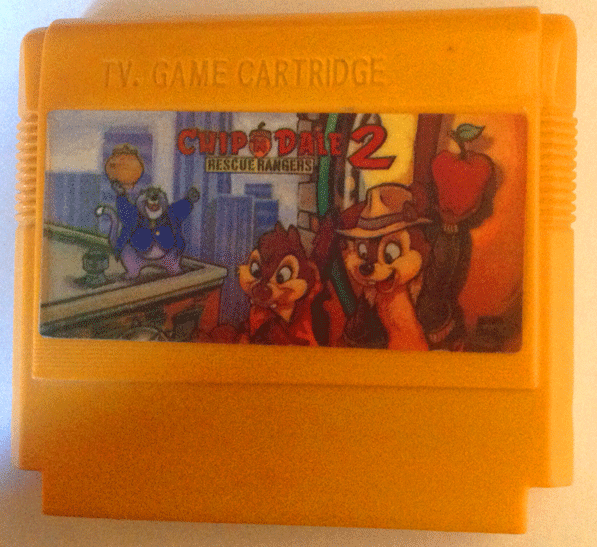 TV. GAME CARTRIDGE
CHIP 'N DALE 2
RESCUE RANGERS